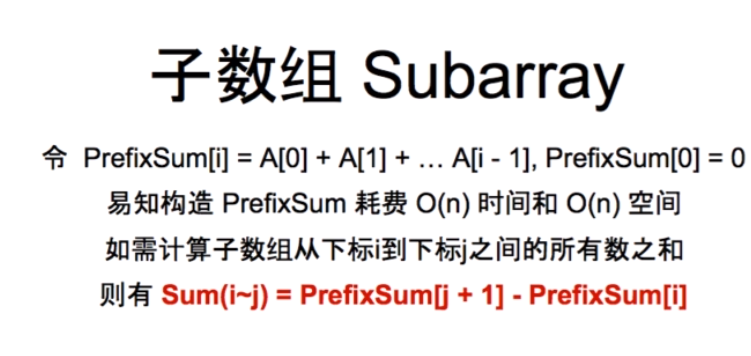 子数组 Subarray
令 PrefixSum[i] = A[0] + A[1] + … A[i - 1], PrefixSum[0] = 0
易知构造 PrefixSum 耗费 O(n) 时间和 O(n) 空间
如需计算子数组从下标i到下标j之间的所有数之和
则有 Sum(i~j) = PrefixSum[j + 1] - PrefixSum[i]